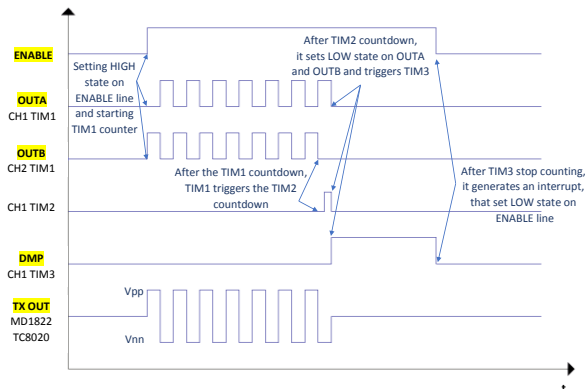 ENABLE
OUTA
CH1 TIM1
OUTB
CH2 TIM1
CH1 TIM2
DMP
CH1 TIM3
TX OUT
MD1822
TC8020
Setting HIGH
state on
ENABLE line
and starting
TIM1 counter
After TIM2 countdown,
it sets LOW state on OUTA
and OUTB and triggers TIM3
After the TIM1 countdown,
TIM1 triggers the TIM2
countdown
After TIM3 stop counting,
it generates an interrupt,
that set LOW state on
ENABLE line
Vpp
Vnn
t